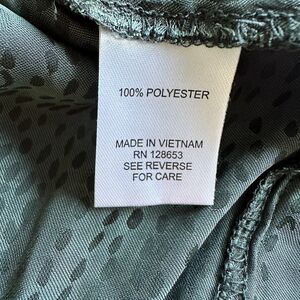 100% POLYESTER
MADE IN VIETNAM
RN 128653
SEE REVERSE
FOR CARE